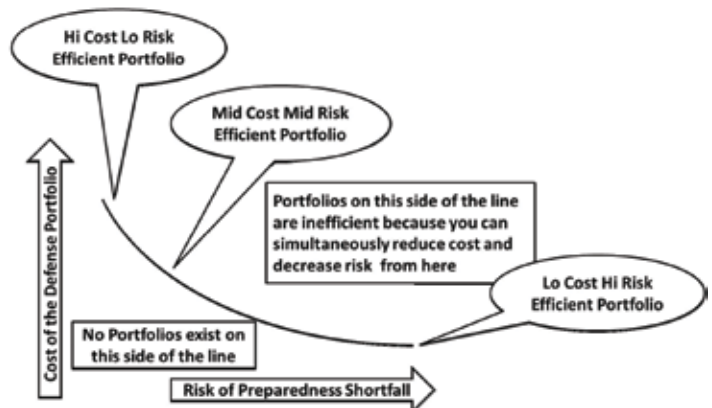 Hi Cost Lo Risk
Efficient Portfolio
Mid Cost Mid Risk
Efficient Portfolio
Cost of the Defense Portfolio
Portfolios on this side of the line
are inefficient because you can
simultaneously reduce cost and
decrease risk from here
Lo Cost Hi Risk
Efficient Portfolio
No Portfolios exist on
this side of the line
Risk of Preparedness Shortfall